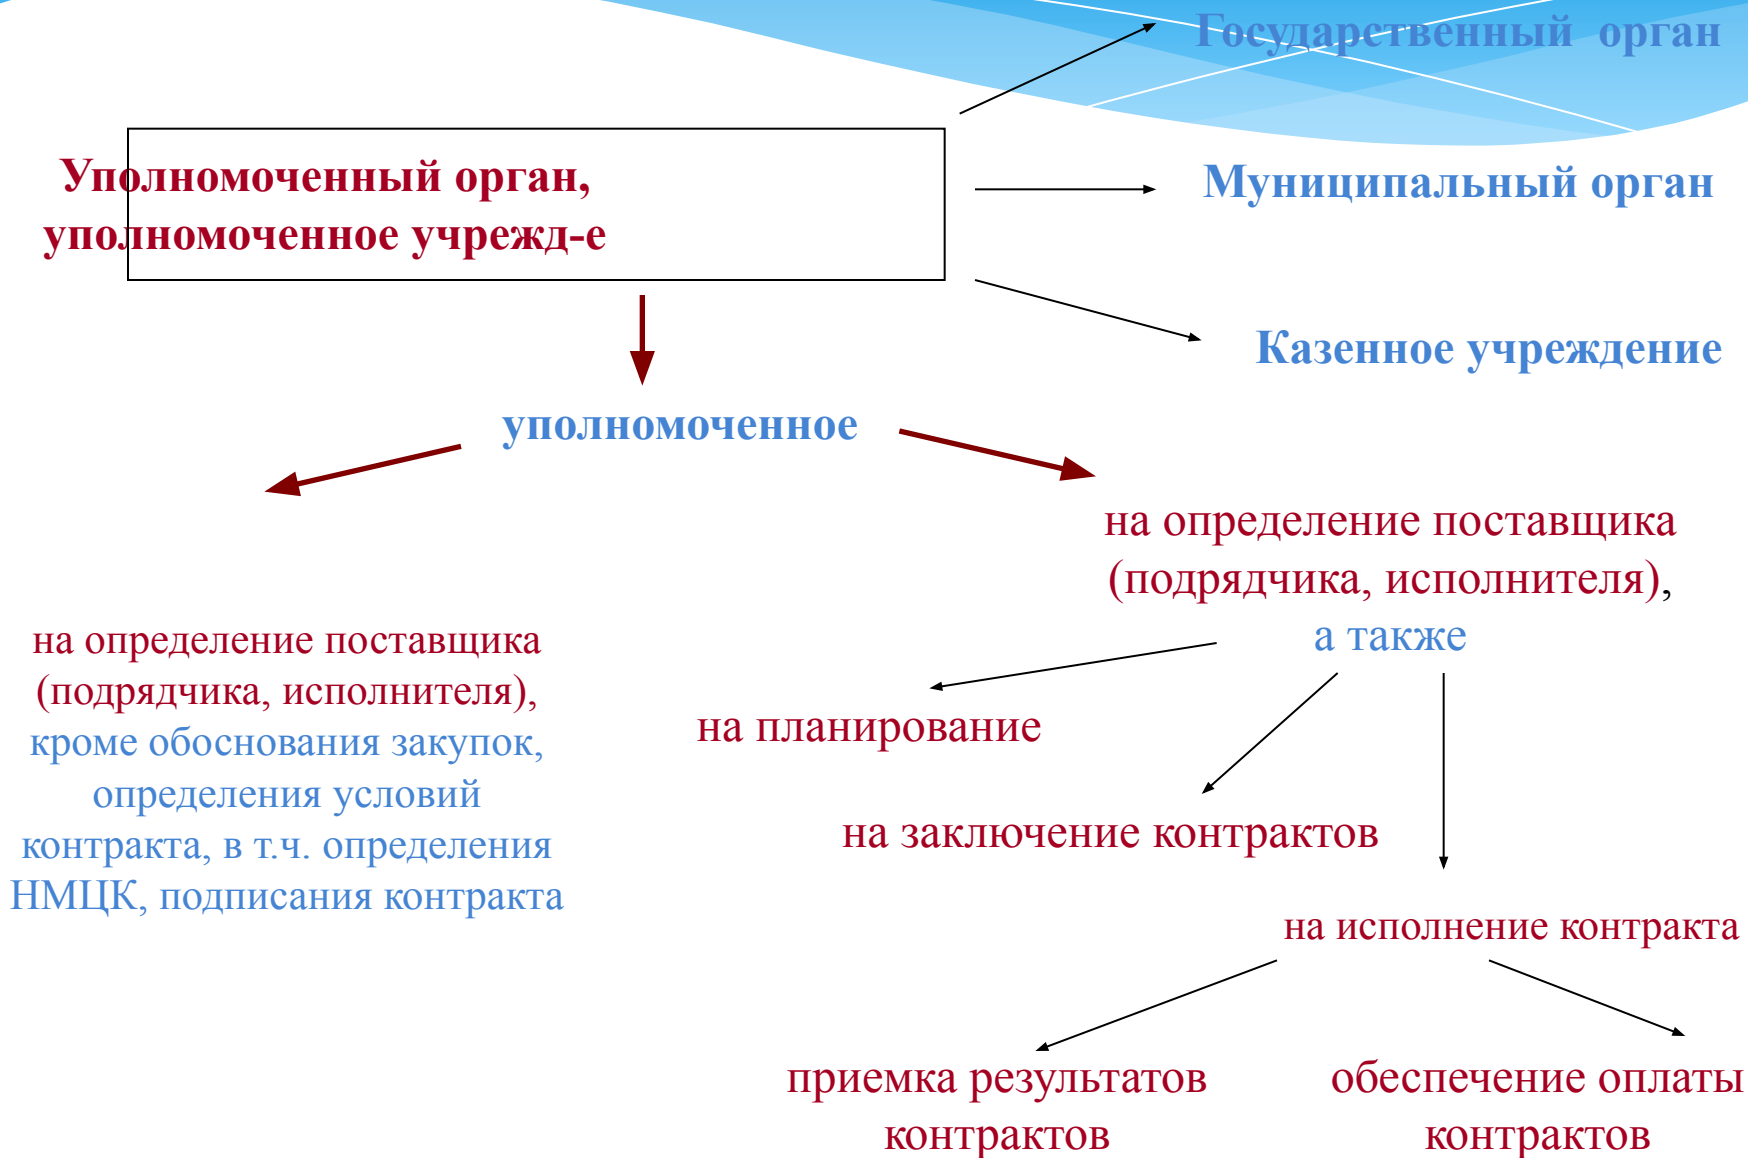 Государственный орган
Уполномоченный орган,
уполномоченное учрежд-е
Муниципальный орган
Казенное учреждение
уполномоченное
на определение поставщика
(подрядчика, исполнителя),
кроме обоснования закупок,
определения условий
контракта, в т.ч. определения
НМЦК, подписания контракта
на определение поставщика
(подрядчика, исполнителя),
а также
на планирование
на заключение контрактов
на исполнение контракта
приемка результатов
контрактов
обеспечение оплаты
контрактов